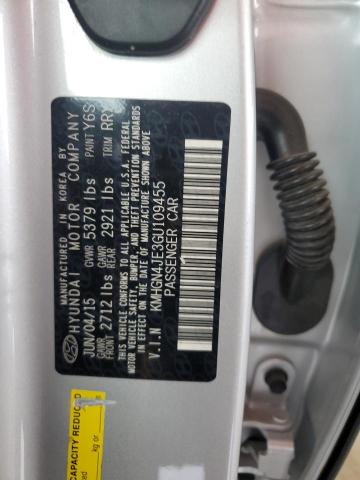 MANUFACTURED IN KOREA BY
HYUNDAI MOTOR COMPANY
JUN/04/15 GVWR 5379 lbs PAINT Y6S
GAWR FRONT 2712 lbs GAWR REAR 2921 lbs TRIM RRY
THIS VEHICLE CONFORMS TO ALL APPLICABLE U.S.A. FEDERAL
MOTOR VEHICLE SAFETY, BUMPER, AND THEFT PREVENTION STANDARDS
IN EFFECT ON THE DATE OF MANUFACTURE SHOWN ABOVE
V.I.N KMHGN4JE3GU109455
PASSENGER CAR
CAPACITY REDUCED
kg or